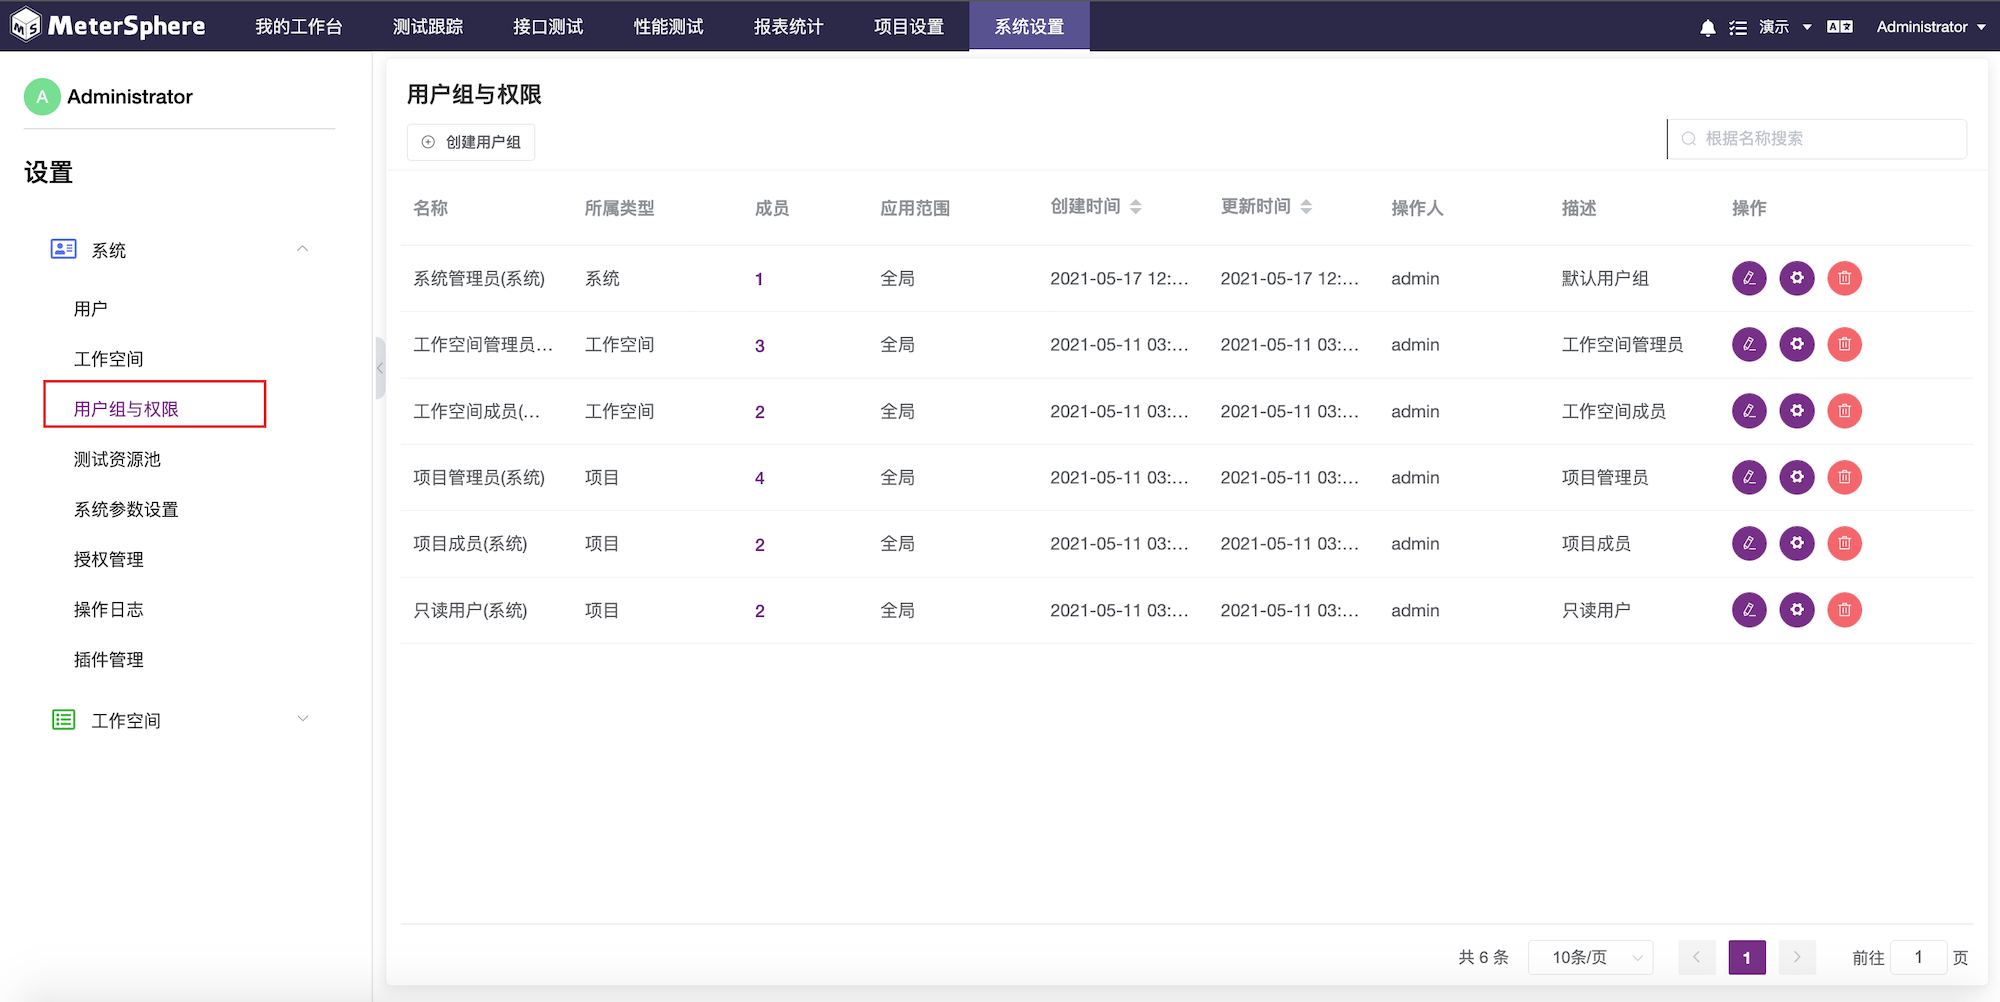 MeterSphere 我的工作台 测试跟踪 接口测试 性能测试 报表统计 项目设置 系统设置 演示 Administrator
A Administrator
设置
系统
用户
工作空间
用户组与权限
测试资源池
系统参数设置
授权管理
操作日志
插件管理
工作空间
用户组与权限
创建用户组
根据名称搜索
名称 所属类型 成员 应用范围 创建时间 更新时间 操作人 描述 操作
系统管理员(系统) 系统 1 全局 2021-05-17 12:... 2021-05-17 12:... admin 默认用户组
工作空间管理员... 工作空间 3 全局 2021-05-11 03:... 2021-05-11 03:... admin 工作空间管理员
工作空间成员(... 工作空间 2 全局 2021-05-11 03:... 2021-05-11 03:... admin 工作空间成员
项目管理员(系统) 项目 4 全局 2021-05-11 03:... 2021-05-11 03:... admin 项目管理员
项目成员(系统) 项目 2 全局 2021-05-11 03:... 2021-05-11 03:... admin 项目成员
只读用户(系统) 项目 2 全局 2021-05-11 03:... 2021-05-11 03:... admin 只读用户
共 6 条 10条/页 1 前往 1 页